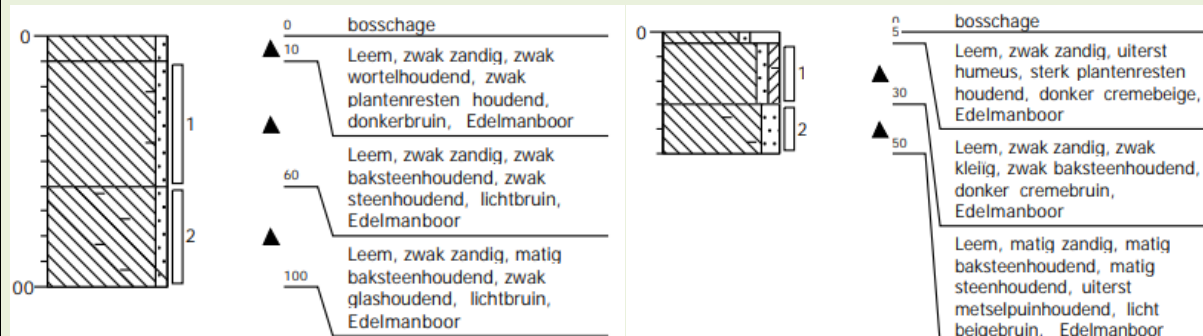 0
1
2
00
0 bosschage
10
Leem, zwak zandig, zwak
wortelhoudend, zwak
plantenresten houdend,
donkerbruin, Edelmanboor
Leem, zwak zandig, zwak
60
baksteenhoudend, zwak
steenhoudend, lichtbruin,
Edelmanboor
Leem, zwak zandig, matig
100
baksteenhoudend, zwak
glashoudend, lichtbruin,
Edelmanboor
0
1
2
bosschage
5
Leem, zwak zandig, uiterst
humeus, sterk plantenresten
30
houdend, donker cremebeige,
Edelmanboor
50
Leem, zwak zandig, zwak
kleiïg, zwak baksteenhoudend,
donker cremebruin,
Edelmanboor
Leem, matig zandig, matig
baksteenhoudend, matig
steenhoudend, uiterst
metselpuinhoudend, licht
beigebruin, Edelmanboor